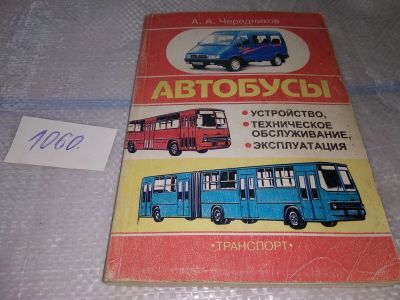 А. А. Чередников
АВТОБУСЫ
• УСТРОЙСТВО,
• ТЕХНИЧЕСКОЕ
ОБСЛУЖИВАНИЕ,
• ЭКСПЛУАТАЦИЯ
•ТРАНСПОРТ•
1060